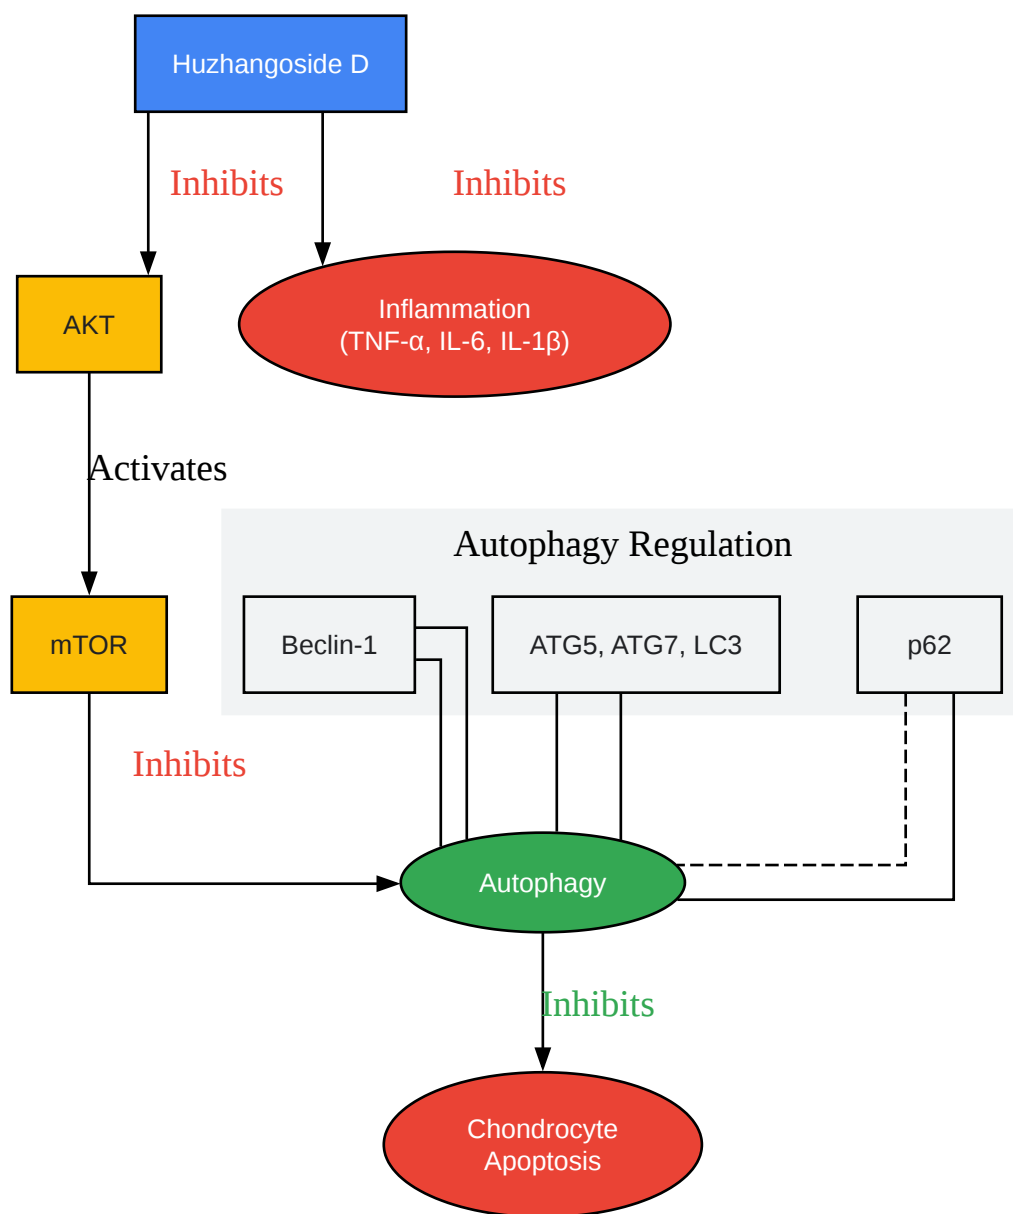 Huzhangoside D
Inhibits
Inhibits
Inflammation
(TNF-α, IL-6, IL-1β)
AKT
Activates
Autophagy Regulation
mTOR
Beclin-1
ATG5, ATG7, LC3
p62
Inhibits
Autophagy
Inhibits
Chondrocyte
Apoptosis